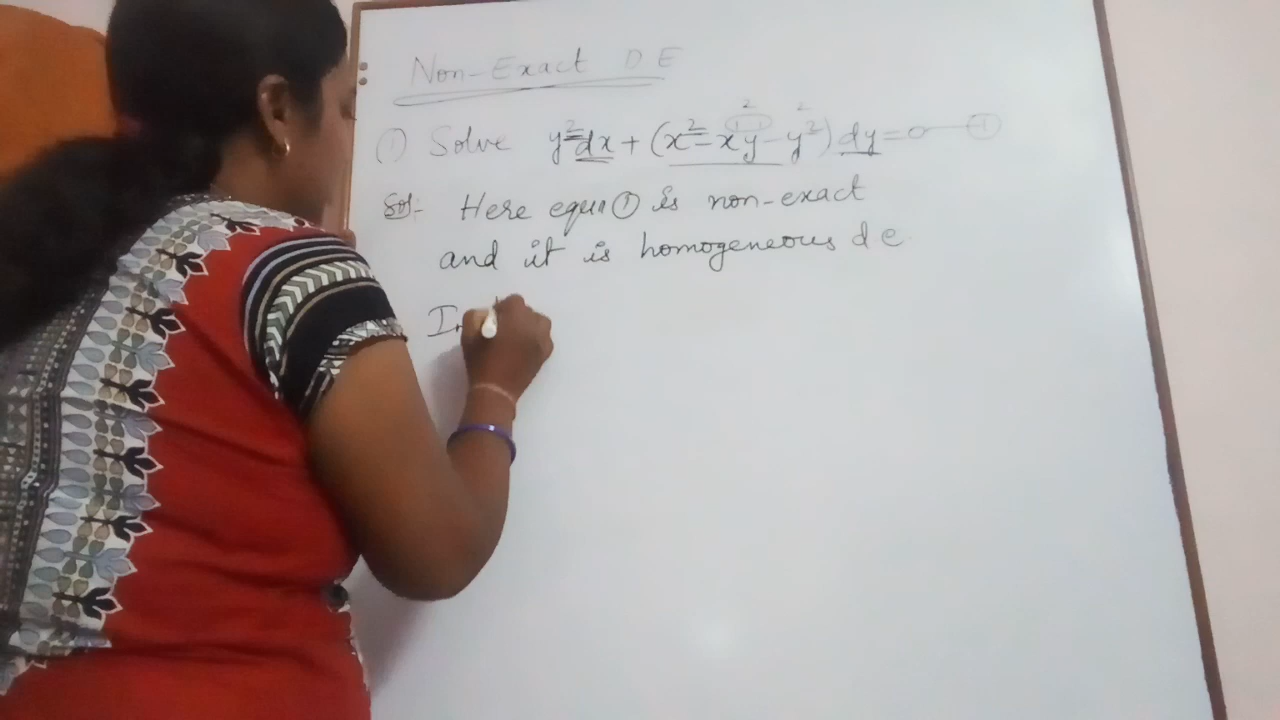 Non-Exact D E
① Solve y²dx + (x² - xy - y²) dy = 0 — ①
Sol:- Here equn ① is non-exact
and it is homogeneous d e
In